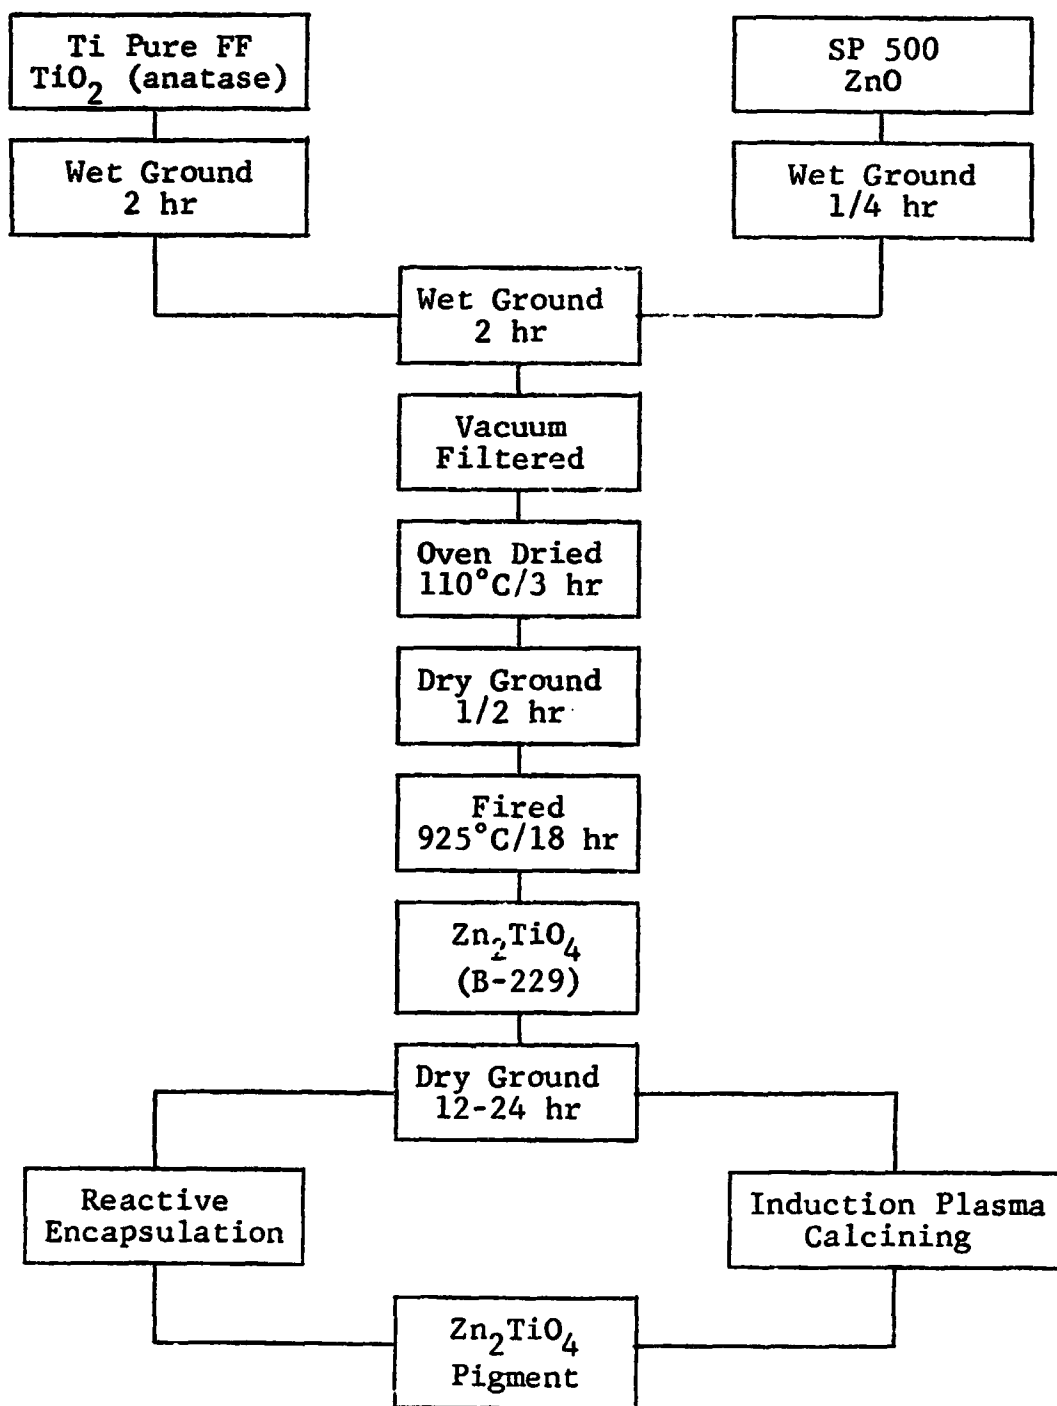 Ti Pure FF
TiO₂ (anatase)
SP 500
ZnO
Wet Ground
2 hr
Wet Ground
1/4 hr
Wet Ground
2 hr
Vacuum
Filtered
Oven Dried
110°C/3 hr
Dry Ground
1/2 hr
Fired
925°C/18 hr
Zn₂TiO₄
(B-229)
Dry Ground
12-24 hr
Reactive
Encapsulation
Induction Plasma
Calcining
Zn₂TiO₄
Pigment